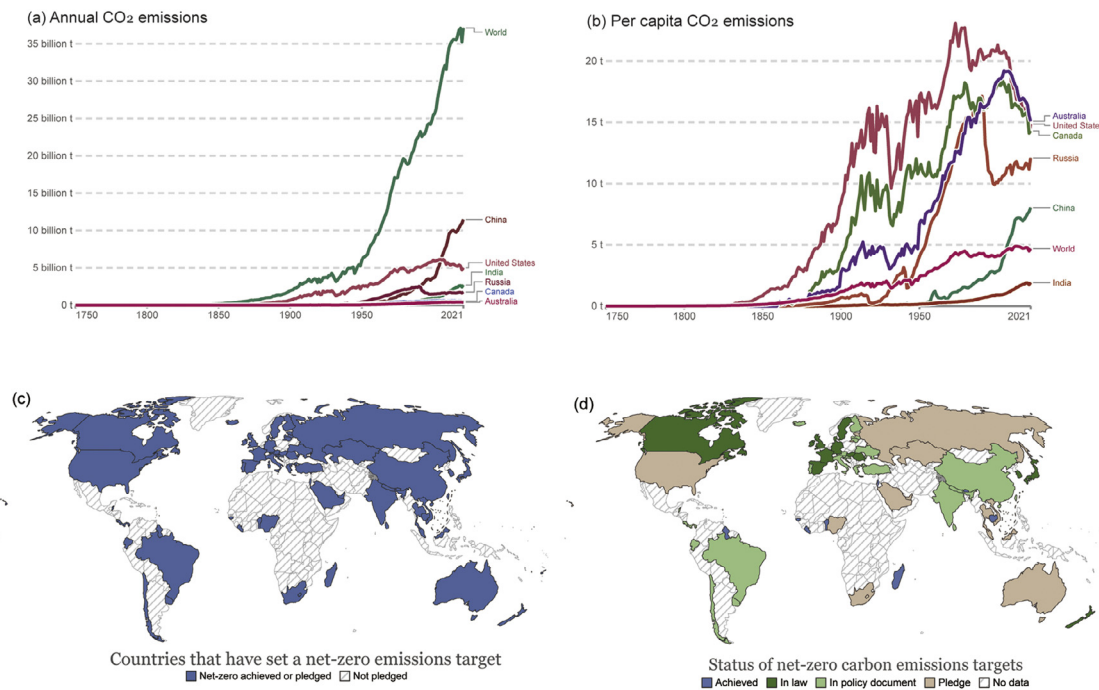 (a) Annual CO₂ emissions
35 billion t
30 billion t
25 billion t
20 billion t
15 billion t
10 billion t
5 billion t
0 t
1750
1800
1850
1900
1950
2021
World
China
United States
India
Russia
Canada
Australia
(b) Per capita CO₂ emissions
20 t
15 t
10 t
5 t
0 t
1750
1800
1850
1900
1950
2021
Australia
United State
Canada
Russia
China
World
India
(c)
Countries that have set a net-zero emissions target
Net-zero achieved or pledged Not pledged
(d)
Status of net-zero carbon emissions targets
Achieved In law In policy document Pledge No data